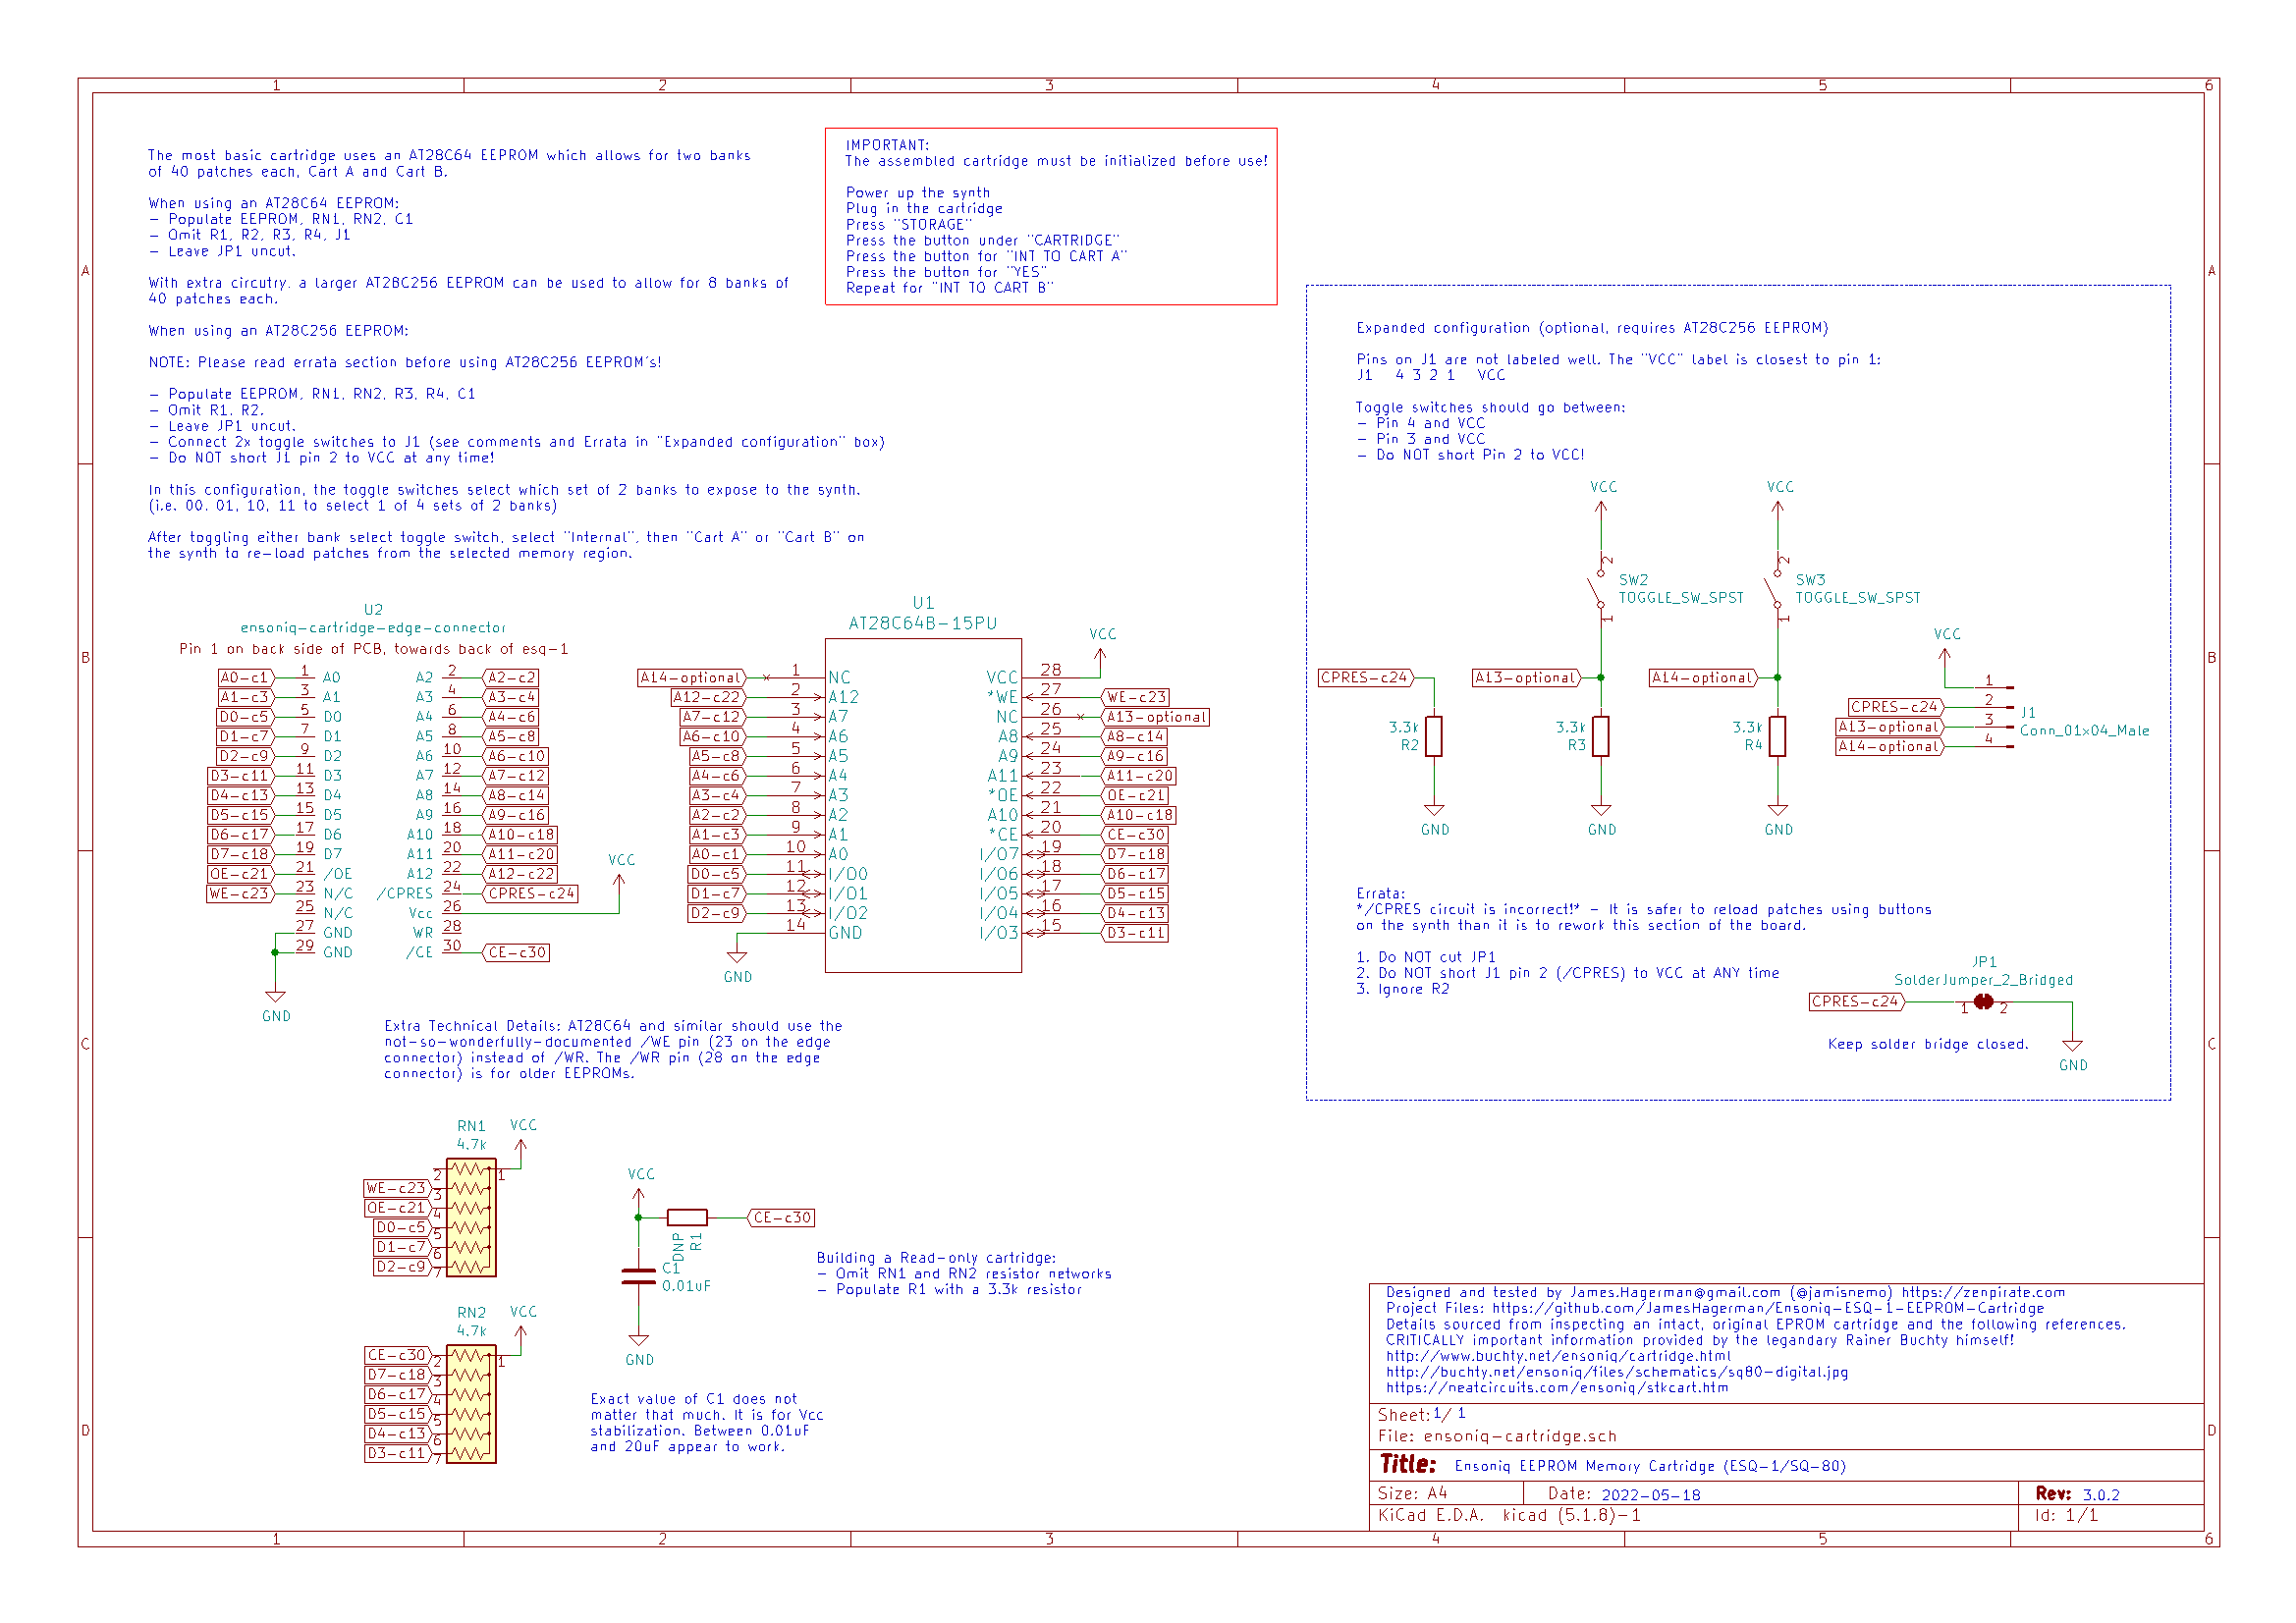 1 2 3 4 5 6
The most basic cartridge uses an AT28C64 EEPROM which allows for two banks
of 40 patches each, Cart A and Cart B.
When using an AT28C64 EEPROM:
- Populate EEPROM, RN1, RN2, C1
- Omit R1, R2, R3, R4, J1
- Leave JP1 uncut.
With extra circutry, a larger AT28C256 EEPROM can be used to allow for 8 banks of
40 patches each.
When using an AT28C256 EEPROM:
NOTE: Please read errata section before using AT28C256 EEPROM's!
- Populate EEPROM, RN1, RN2, R3, R4, C1
- Omit R1, R2.
- Leave JP1 uncut.
- Connect 2x toggle switches to J1 (see comments and Errata in "Expanded configuration" box)
- Do NOT short J1 pin 2 to VCC at any time!
In this configuration, the toggle switches select which set of 2 banks to expose to the synth.
(i.e. 00, 01, 10, 11 to select 1 of 4 sets of 2 banks)
After toggling either bank select toggle switch, select "Internal", then "Cart A" or "Cart B" on
the synth to re-load patches from the selected memory region.
IMPORTANT:
The assembled cartridge must be initialized before use!
Power up the synth
Plug in the cartridge
Press "STORAGE"
Press the button under "CARTRIDGE"
Press the button for "INT TO CART A"
Press the button for "YES"
Repeat for "INT TO CART B"
Expanded configuration (optional, requires AT28C256 EEPROM)
Pins on J1 are not labeled well. The "VCC" label is closest to pin 1:
J1 4 3 2 1 VCC
Toggle switches should go between:
- Pin 4 and VCC
- Pin 3 and VCC
- Do NOT short Pin 2 to VCC!
VCC VCC
2 2
SW2 SW3
TOGGLE_SW_SPST TOGGLE_SW_SPST
1 1
CPRES-c24 A13-optional A14-optional
3.3k 3.3k 3.3k
R2 R3 R4
GND GND GND
VCC
1
CPRES-c24 2
A13-optional 3
A14-optional 4
J1
Conn_01x04_Male
Errata:
*/CPRES circuit is incorrect!* - It is safer to reload patches using buttons
on the synth than it is to rework this section of the board.
1. Do NOT cut JP1
2. Do NOT short J1 pin 2 (/CPRES) to VCC at ANY time
3. Ignore R2
JP1
SolderJumper_2_Bridged
CPRES-c24 1 2
Keep solder bridge closed.
GND
U2
ensoniq-cartridge-edge-connector
Pin 1 on back side of PCB, towards back of esq-1
A0-c1 1 A0 A2 2 A2-c2
A1-c3 3 A1 A3 4 A3-c4
D0-c5 5 D0 A4 6 A4-c6
D1-c7 7 D1 A5 8 A5-c8
D2-c9 9 D2 A6 10 A6-c10
D3-c11 11 D3 A7 12 A7-c12
D4-c13 13 D4 A8 14 A8-c14
D5-c15 15 D5 A9 16 A9-c16
D6-c17 17 D6 A10 18 A10-c18
D7-c18 19 D7 A11 20 A11-c20
OE-c21 21 /OE A12 22 A12-c22
WE-c23 23 N/C /CPRES 24 CPRES-c24
25 N/C Vcc 26 VCC
27 GND WR 28
29 GND /CE 30 CE-c30
GND
U1
AT28C64B-15PU
VCC
A14-optional 1 NC VCC 28
A12-c22 2 A12 *WE 27 WE-c23
A7-c12 3 A7 NC 26 A13-optional
A6-c10 4 A6 A8 25 A8-c14
A5-c8 5 A5 A9 24 A9-c16
A4-c6 6 A4 A11 23 A11-c20
A3-c4 7 A3 *OE 22 OE-c21
A2-c2 8 A2 A10 21 A10-c18
A1-c3 9 A1 *CE 20 CE-c30
A0-c1 10 A0 I/O7 19 D7-c18
D0-c5 11 I/O0 I/O6 18 D6-c17
D1-c7 12 I/O1 I/O5 17 D5-c15
D2-c9 13 I/O2 I/O4 16 D4-c13
14 GND I/O3 15 D3-c11
GND
Extra Technical Details: AT28C64 and similar should use the
not-so-wonderfully-documented /WE pin (23 on the edge
connector) instead of /WR. The /WR pin (28 on the edge
connector) is for older EEPROMs.
RN1 VCC
4.7k
2 1
WE-c23 3
OE-c21 4
D0-c5 5
D1-c7 6
D2-c9 7
RN2 VCC
4.7k
CE-c30 2 1
D7-c18 3
D6-c17 4
D5-c15 5
D4-c13 6
D3-c11 7
VCC
CE-c30
DNP
R1
C1
0.01uF
GND
Building a Read-only cartridge:
- Omit RN1 and RN2 resistor networks
- Populate R1 with a 3.3k resistor
Exact value of C1 does not
matter that much. It is for Vcc
stabilization. Between 0.01uF
and 20uF appear to work.
Designed and tested by James.Hagerman@gmail.com (@jamisnemo) https://zenpirate.com
Project Files: https://github.com/JamesHagerman/Ensoniq-ESQ-1-EEPROM-Cartridge
Details sourced from inspecting an intact, original EPROM cartridge and the following references.
CRITICALLY important information provided by the legandary Rainer Buchty himself!
http://www.buchty.net/ensoniq/cartridge.html
http://buchty.net/ensoniq/files/schematics/sq80-digital.jpg
https://neatcircuits.com/ensoniq/stkcart.htm
Sheet: 1/ 1
File: ensoniq-cartridge.sch
Title: Ensoniq EEPROM Memory Cartridge (ESQ-1/SQ-80)
Size: A4 Date: 2022-05-18 Rev: 3.0.2
KiCad E.D.A. kicad (5.1.8)-1 Id: 1/1
A A
B B
C C
D D
1 2 3 4 5 6